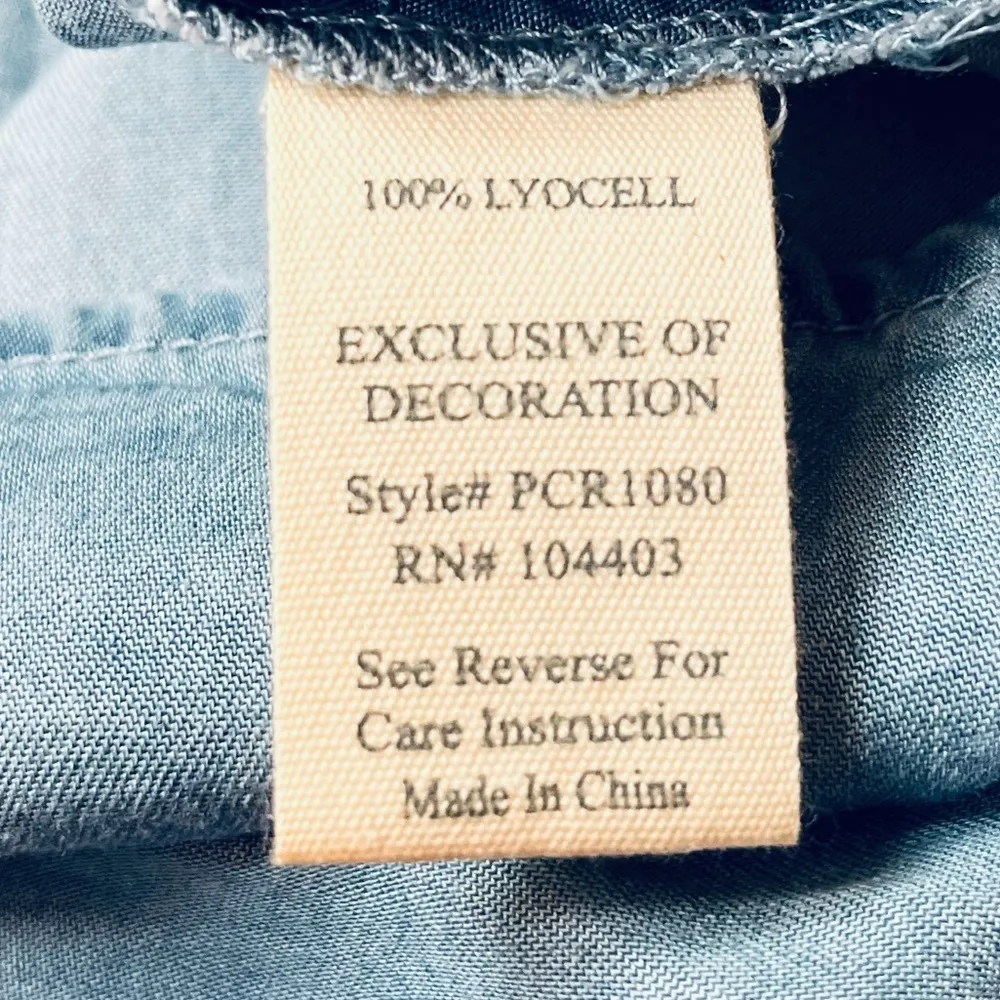 100% LYOCELL
EXCLUSIVE OF
DECORATION
Style# PCR1080
RN# 104403
See Reverse For
Care Instruction
Made In China